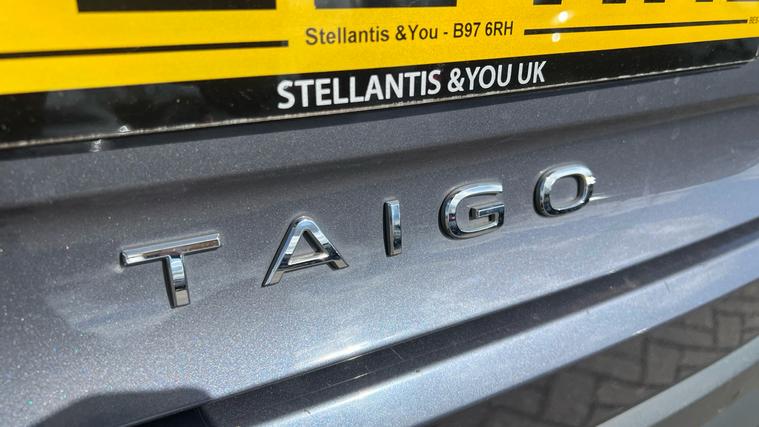 Stellantis &You - B97 6RH
STELLANTIS &YOU UK
TAIGO